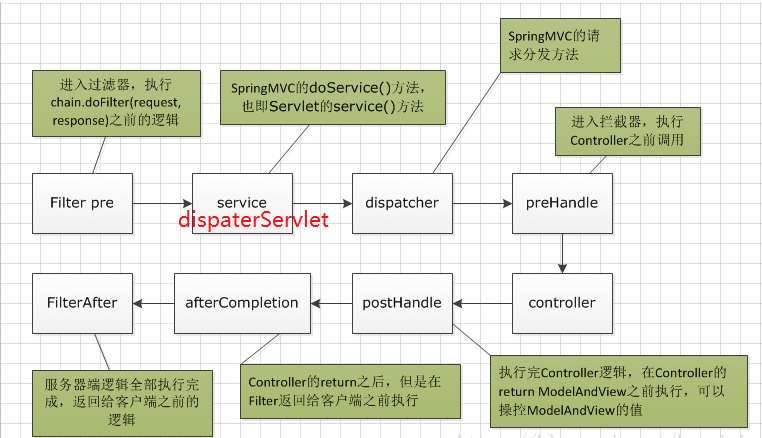 SpringMVC的请
求分发方法
进入过滤器，执行
chain.doFilter(request,
response)之前的逻辑
SpringMVC的doService()方法，
也即Servlet的service()方法
进入拦截器，执行
Controller之前调用
Filter pre
service
dispaterServlet
dispatcher
preHandle
FilterAfter
afterCompletion
postHandle
controller
服务器端逻辑全部执行完
成，返回给客户端之前的
逻辑
Controller的return之后，但是在
Filter返回给客户端之前执行
执行完Controller逻辑，在Controller的
return ModelAndView之前执行，可以
操控ModelAndView的值